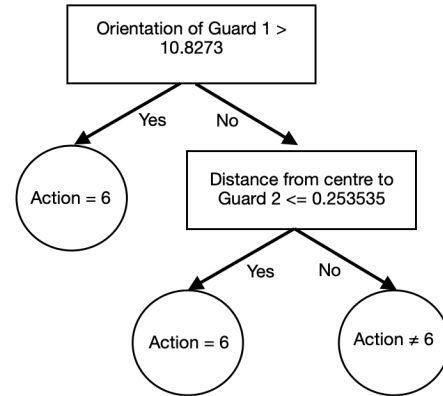 Orientation of Guard 1 >
10.8273
Yes
No
Action = 6
Distance from centre to
Guard 2 <= 0.253535
Yes
No
Action = 6
Action ≠ 6